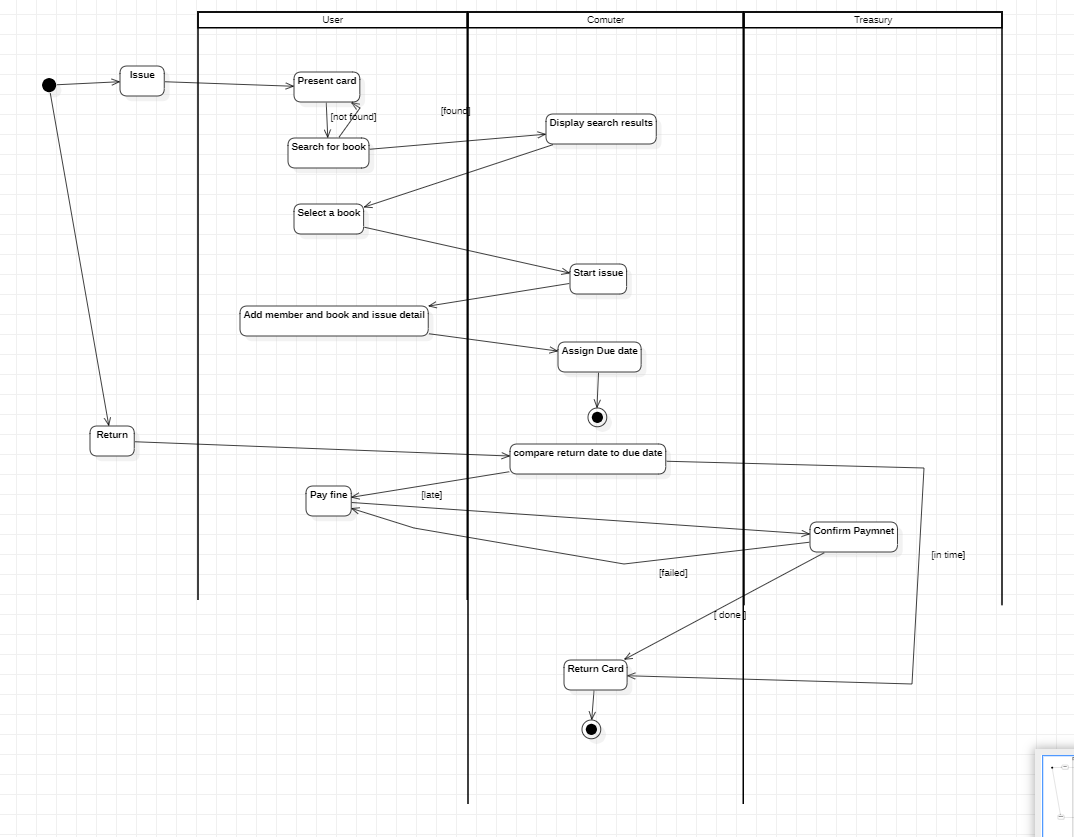 User
Comuter
Treasury
Issue
Present card
[not found]
[found]
Display search results
Search for book
Select a book
Start issue
Add member and book and issue detail
Assign Due date
Return
compare return date to due date
Pay fine
[late]
Confirm Paymnet
[in time]
[failed]
[ done ]
Return Card